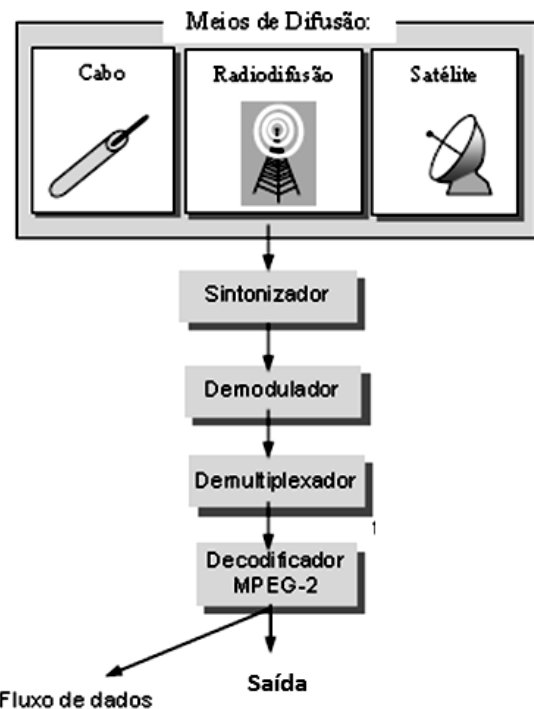 Meios de Difusão:
Cabo
Radiodifusão
Satélite
Sintonizador
Demodulador
Demultiplexador
1
Decodificador
MPEG-2
Saída
Fluxo de dados